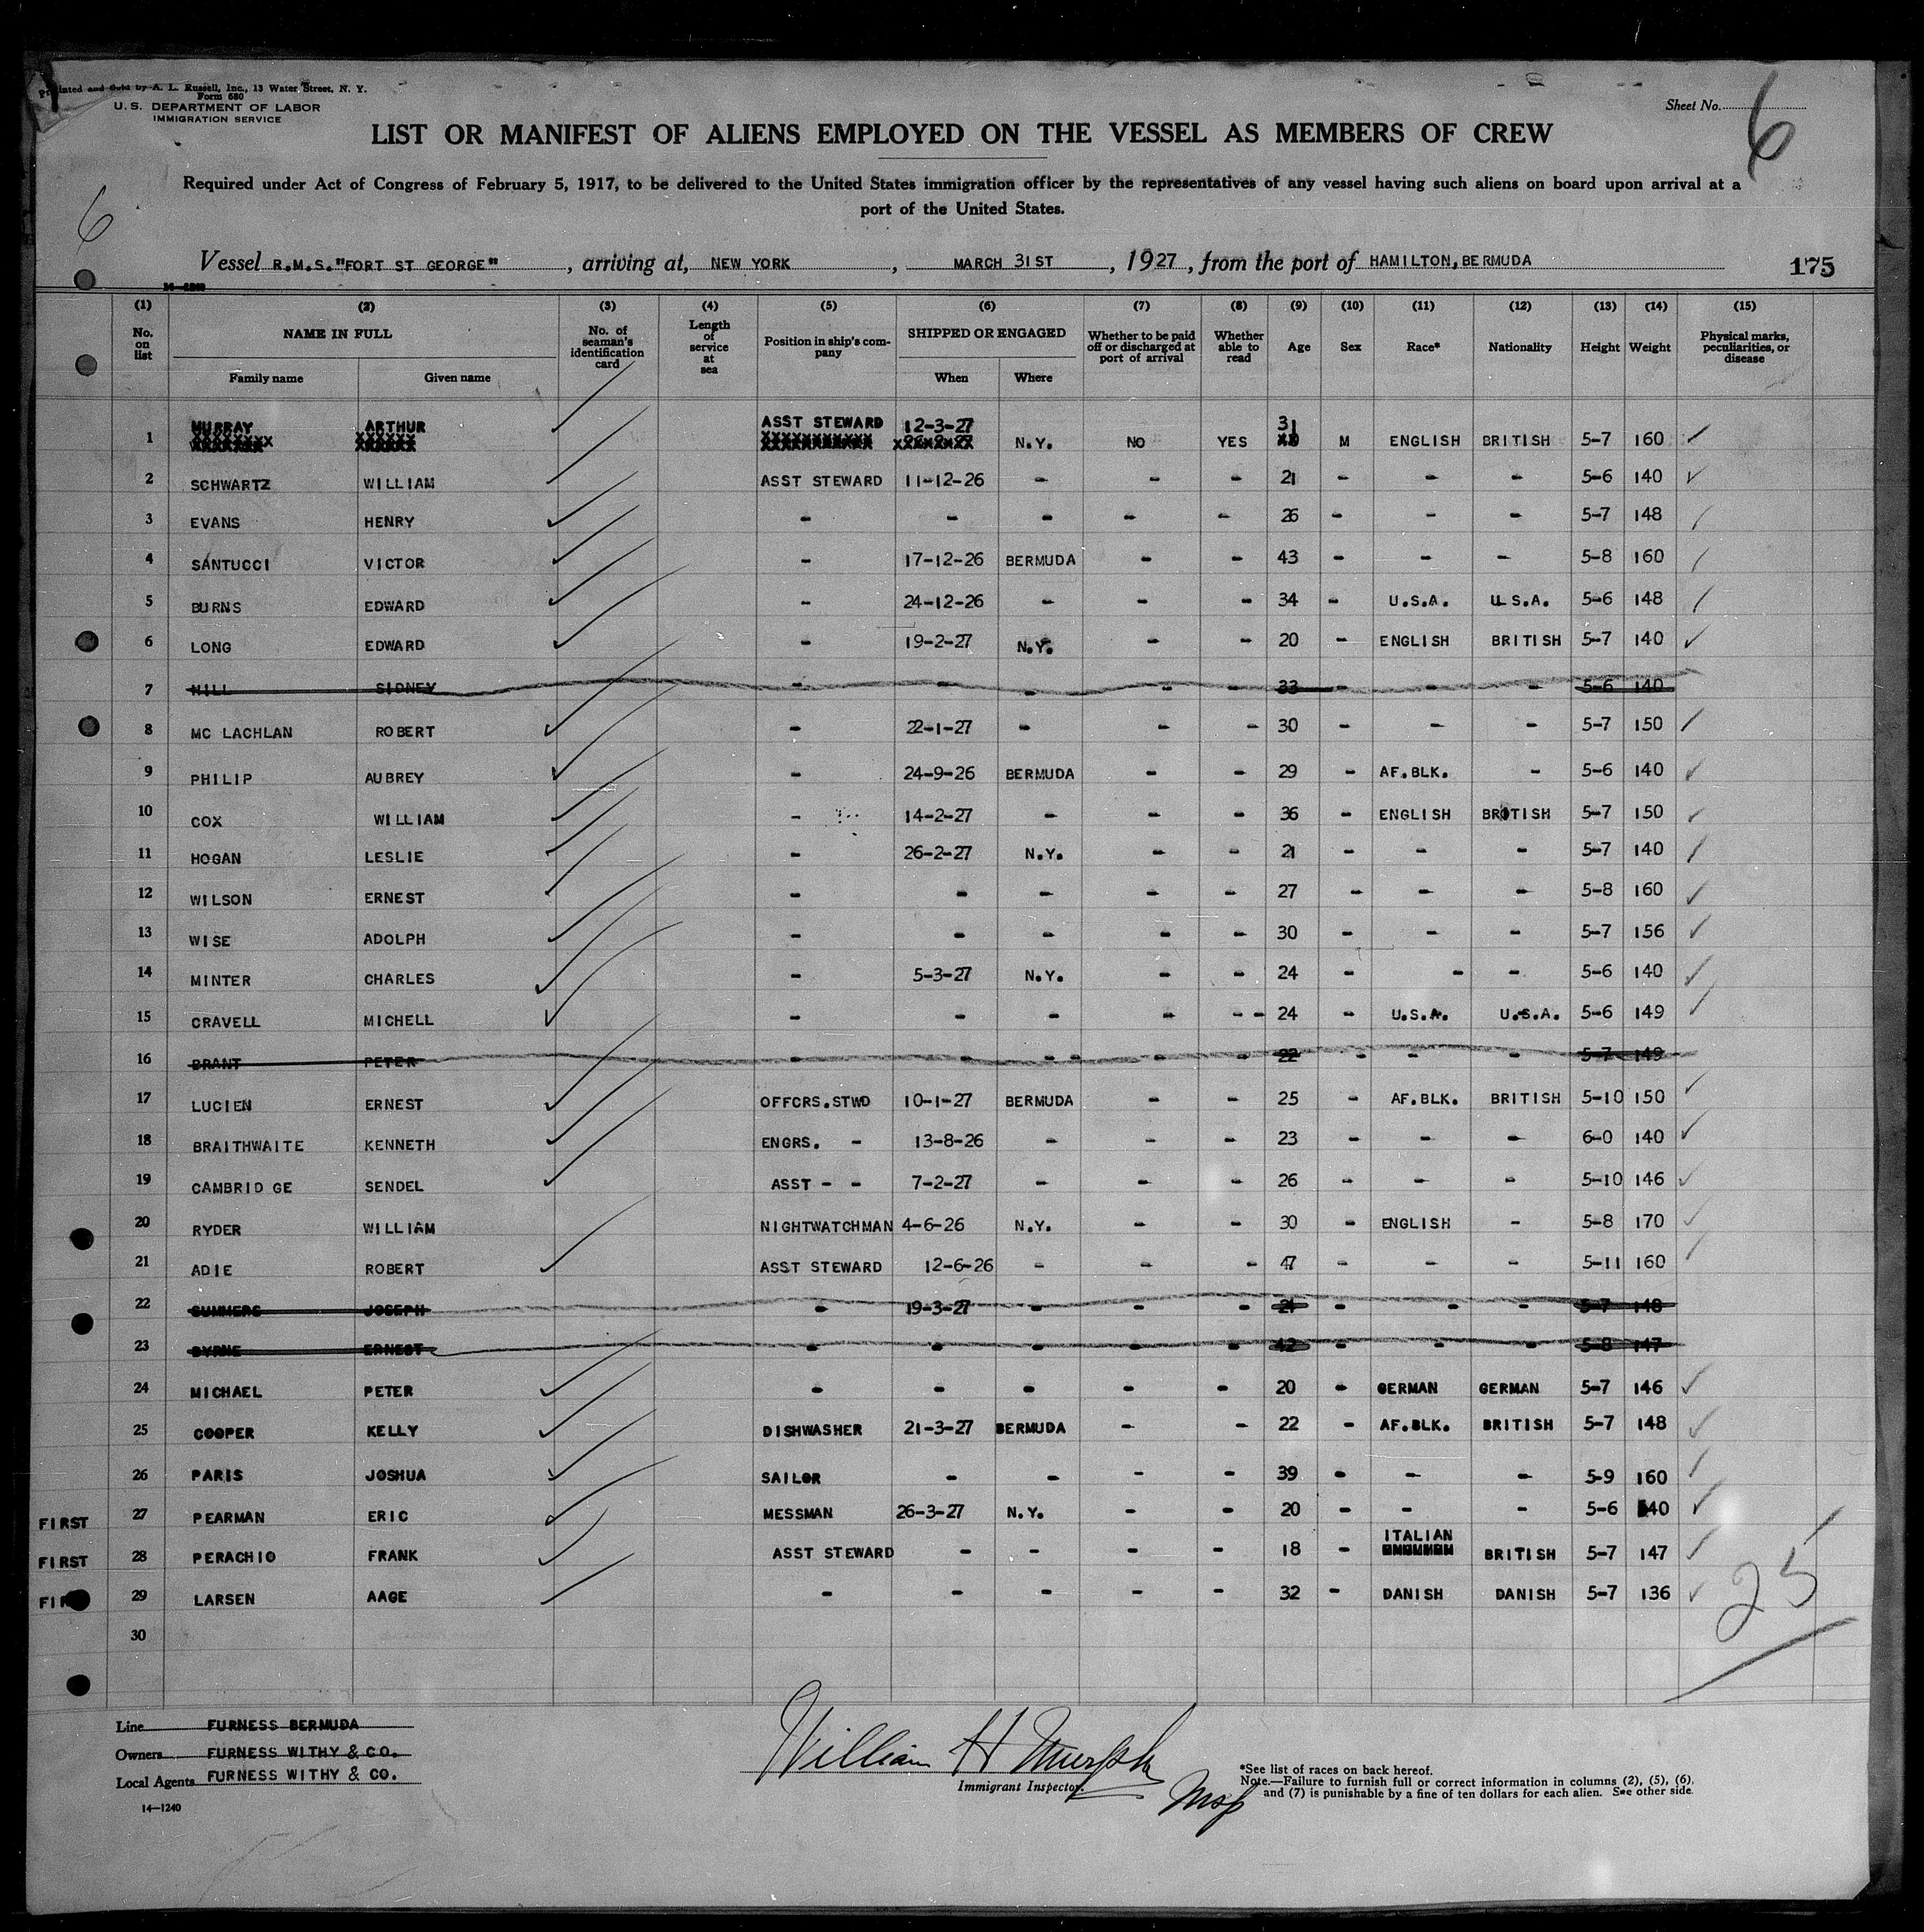 Printed and Sold by A. L. Russell, Inc., 13 Water Street, N. Y.
Form 680
U. S. DEPARTMENT OF LABOR
IMMIGRATION SERVICE
Sheet No. 6
LIST OR MANIFEST OF ALIENS EMPLOYED ON THE VESSEL AS MEMBERS OF CREW
Required under Act of Congress of February 5, 1917, to be delivered to the United States immigration officer by the representatives of any vessel having such aliens on board upon arrival at a
port of the United States.
6
Vessel R.M.S."FORT ST GEORGE", arriving at, NEW YORK, MARCH 31ST, 1927, from the port of HAMILTON, BERMUDA 175
(1) (2) (3) (4) (5) (6) (7) (8) (9) (10) (11) (12) (13) (14) (15)
No. on list NAME IN FULL No. of seaman's identification card Length of service at sea Position in ship's company SHIPPED OR ENGAGED Whether to be paid off or discharged at port of arrival Whether able to read Age Sex Race* Nationality Height Weight Physical marks, peculiarities, or disease
Family name Given name When Where
1 MURRAY ARTHUR ASST STEWARD 12-3-27 N.Y. NO YES 31 M ENGLISH BRITISH 5-7 160
2 SCHWARTZ WILLIAM ASST STEWARD 11-12-26 - - - 21 - - - 5-6 140
3 EVANS HENRY - - - - - 26 - - - 5-7 148
4 SANTUCCI VICTOR - 17-12-26 BERMUDA - - 43 - - - 5-8 160
5 BURNS EDWARD - 24-12-26 - - - 34 - U.S.A. U.S.A. 5-6 148
6 LONG EDWARD - 19-2-27 N.Y. - - 20 - ENGLISH BRITISH 5-7 140
7 HILL SIDNEY - - - - - 33 - - - 5-6 140
8 MC LACHLAN ROBERT - 22-1-27 - - - 30 - - - 5-7 150
9 PHILIP AUBREY - 24-9-26 BERMUDA - - 29 - AF.BLK. - 5-6 140
10 COX WILLIAM - 14-2-27 - - - 36 - ENGLISH BRITISH 5-7 150
11 HOGAN LESLIE - 26-2-27 N.Y. - - 21 - - - 5-7 140
12 WILSON ERNEST - - - - - 27 - - - 5-8 160
13 WISE ADOLPH - - - - - 30 - - - 5-7 156
14 MINTER CHARLES - 5-3-27 N.Y. - - 24 - - - 5-6 140
15 CRAVELL MICHELL - - - - - - 24 - U.S.A. U.S.A. 5-6 149
16 BRANT PETER - - - - - - 22 - - - 5-7 149
17 LUCIEN ERNEST OFFCRS.STWD 10-1-27 BERMUDA - - 25 - AF.BLK. BRITISH 5-10 150
18 BRAITHWAITE KENNETH ENGRS. - 13-8-26 - - - 23 - - - 6-0 140
19 CAMBRIDGE SENDEL ASST - - 7-2-27 - - - 26 - - - 5-10 146
20 RYDER WILLIAM NIGHTWATCHMAN 4-6-26 N.Y. - - 30 - ENGLISH - 5-8 170
21 ADIE ROBERT ASST STEWARD 12-6-26 - - - 47 - - - 5-11 160
22 SUMMERS JOSEPH - 19-3-27 - - - 21 - - - 5-7 148
23 BYRNE ERNEST - - - - - 42 - - - 5-8 147
24 MICHAEL PETER - - - - - 20 - GERMAN GERMAN 5-7 146
25 COOPER KELLY DISHWASHER 21-3-27 BERMUDA - - 22 - AF.BLK. BRITISH 5-7 148
26 PARIS JOSHUA SAILOR - - - - 39 - - - 5-9 160
FIRST 27 PEARMAN ERIC MESSMAN 26-3-27 N.Y. - - 20 - - - 5-6 140
FIRST 28 PERACHIO FRANK ASST STEWARD - - - - 18 - ITALIAN BRITISH 5-7 147
29 LARSEN AAGE - - - - - 32 - DANISH DANISH 5-7 136
30
25
Line FURNESS BERMUDA
Owners FURNESS WITHY & CO.
Local Agents FURNESS WITHY & CO.
14—1240
William H Murphy
Immigrant Inspector.
*See list of races on back hereof.
Note.—Failure to furnish full or correct information in columns (2), (5), (6),
and (7) is punishable by a fine of ten dollars for each alien. See other side.